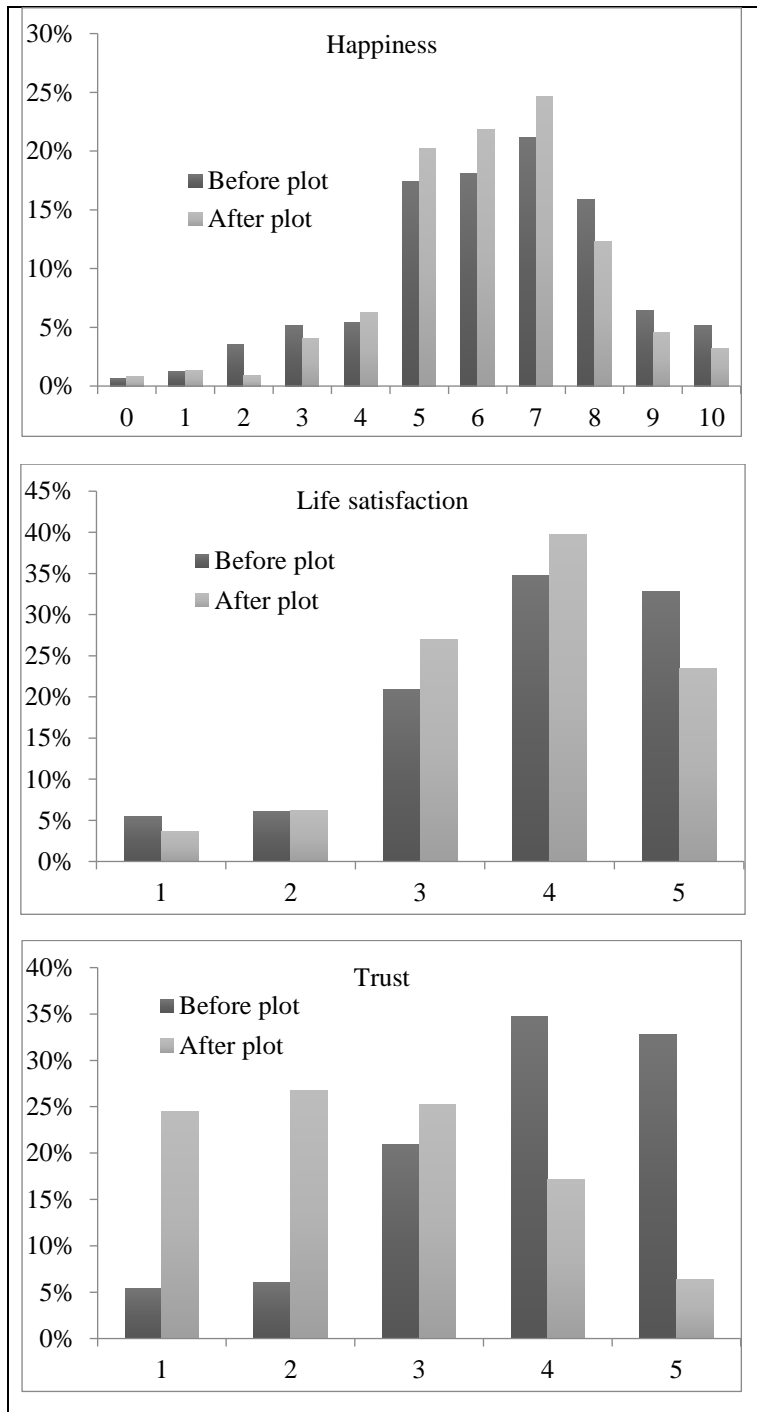 Happiness
30%
25%
20%
15%
10%
5%
0%
Before plot
After plot
0 1 2 3 4 5 6 7 8 9 10
Life satisfaction
45%
40%
35%
30%
25%
20%
15%
10%
5%
0%
Before plot
After plot
1 2 3 4 5
Trust
40%
35%
30%
25%
20%
15%
10%
5%
0%
Before plot
After plot
1 2 3 4 5